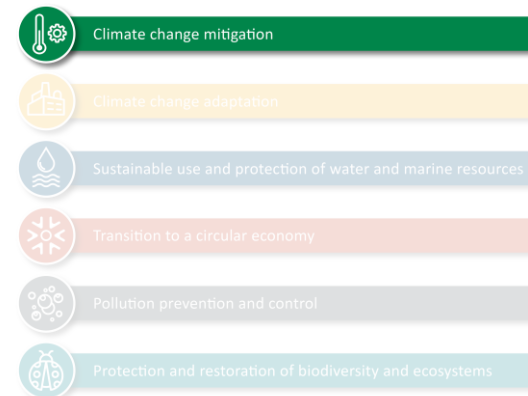 Climate change mitigation
Climate change adaptation
Sustainable use and protection of water and marine resources
Transition to a circular economy
Pollution prevention and control
Protection and restoration of biodiversity and ecosystems